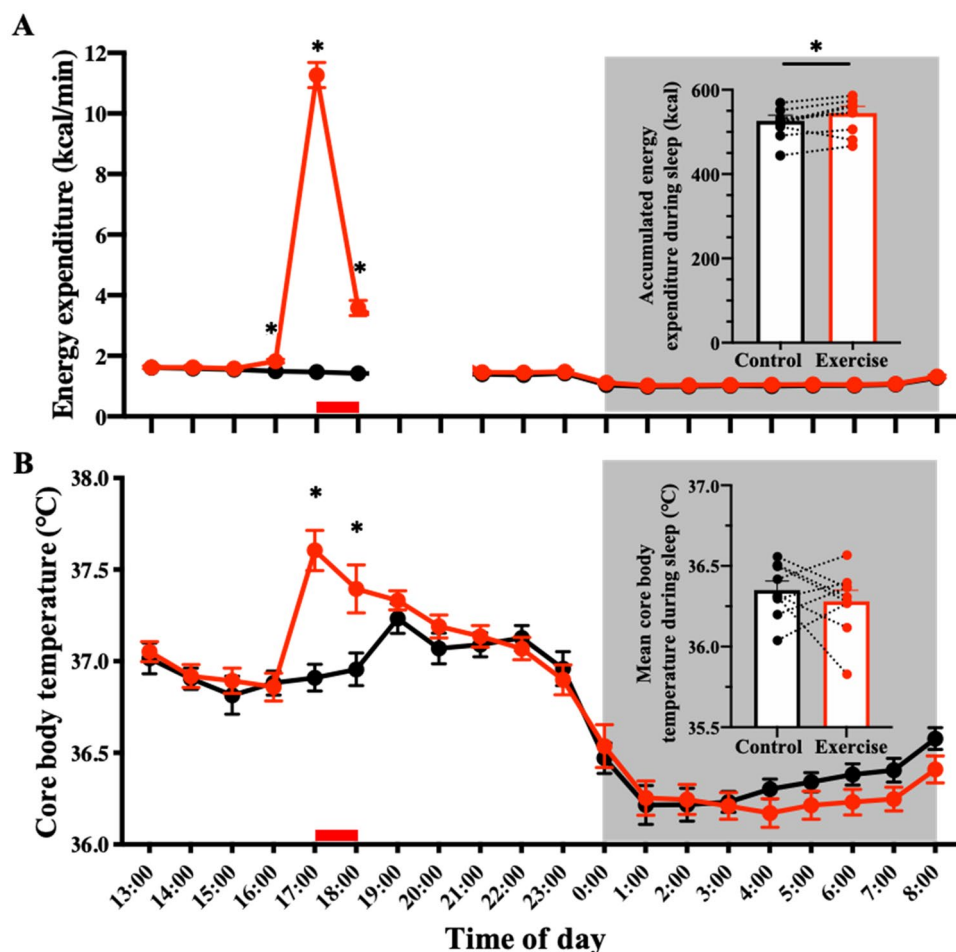 A
Energy expenditure (kcal/min)
12
10
8
6
4
2
0
*
*
*
Accumulated energy
expenditure during sleep (kcal)
600
400
200
0
*
Control Exercise
B
Core body temperature (°C)
38.0
37.5
37.0
36.5
36.0
*
*
Mean core body
temperature during sleep (°C)
37.0
36.5
36.0
35.5
Control Exercise
13:00 14:00 15:00 16:00 17:00 18:00 19:00 20:00 21:00 22:00 23:00 0:00 1:00 2:00 3:00 4:00 5:00 6:00 7:00 8:00
Time of day